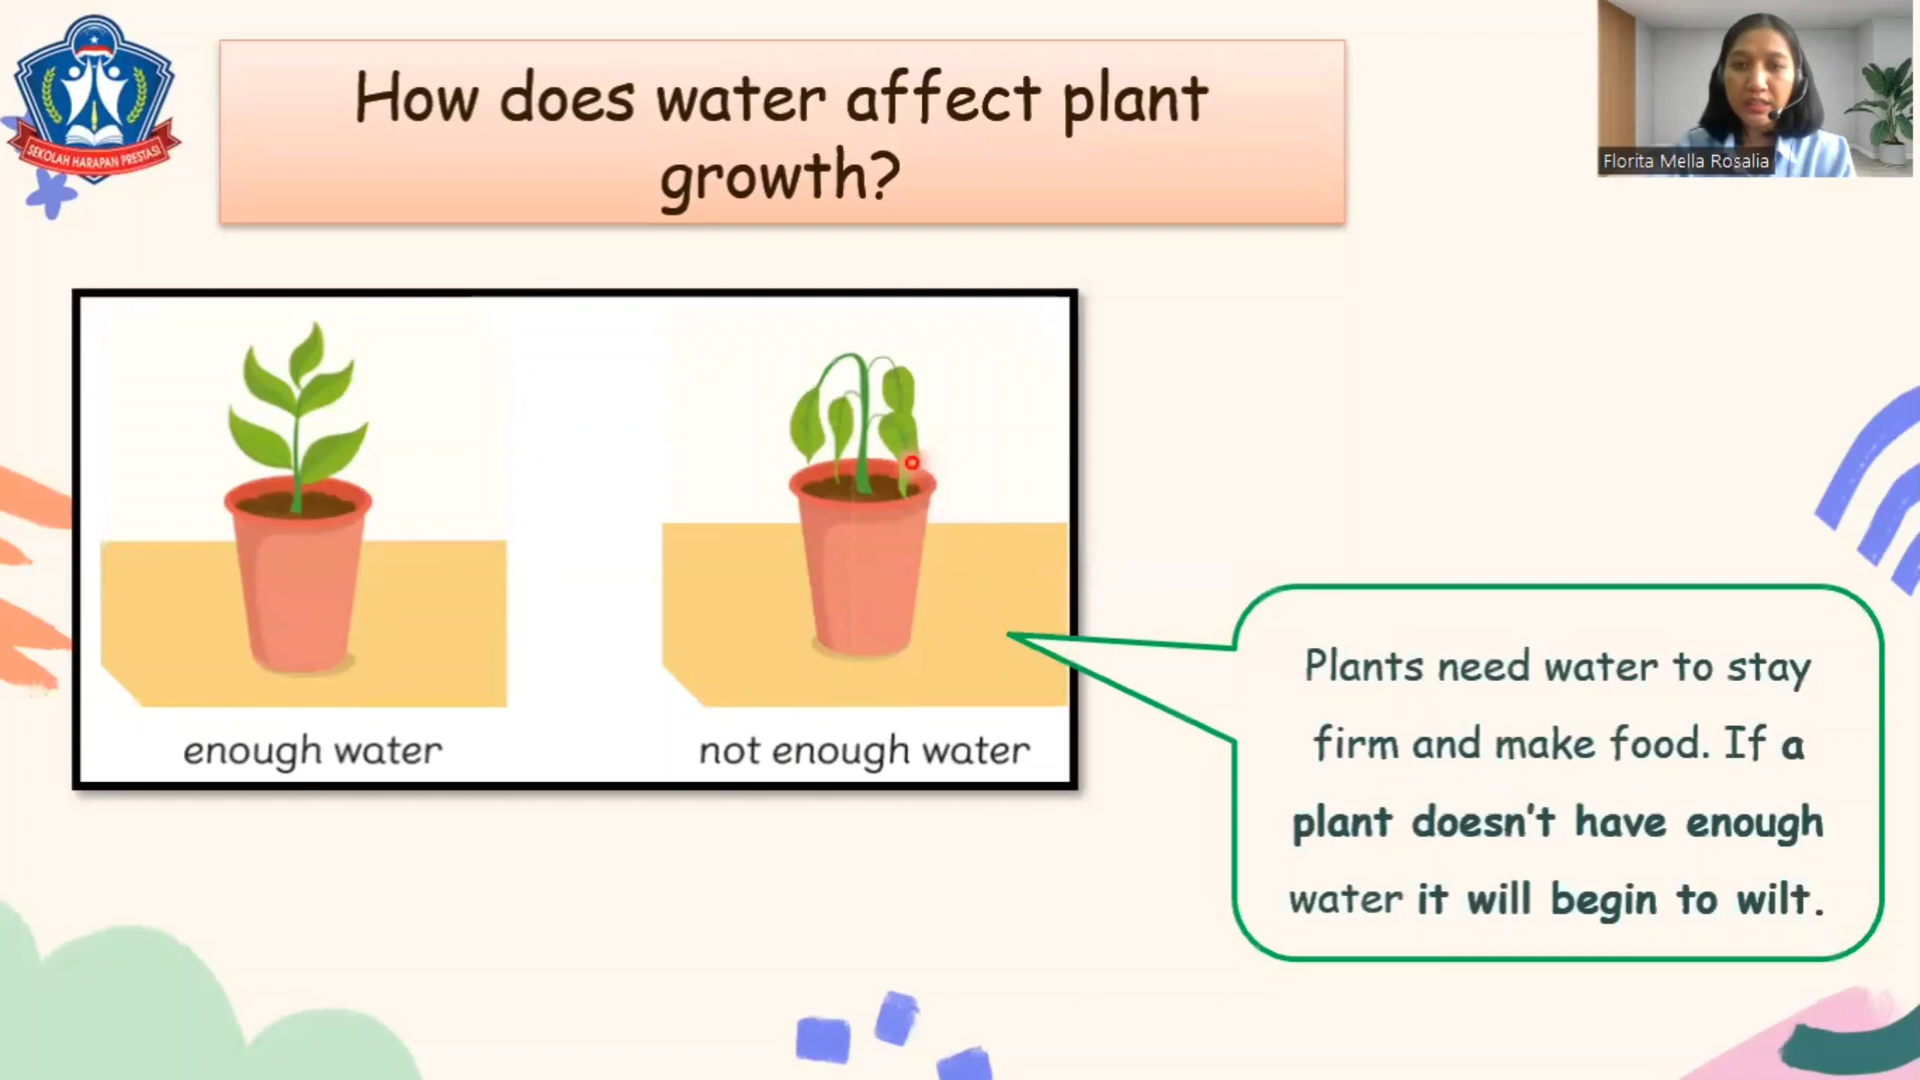 SEKOLAH HARAPAN PRESTASI
How does water affect plant
growth?
Florita Mella Rosalia
enough water
not enough water
Plants need water to stay
firm and make food. If a
plant doesn't have enough
water it will begin to wilt.